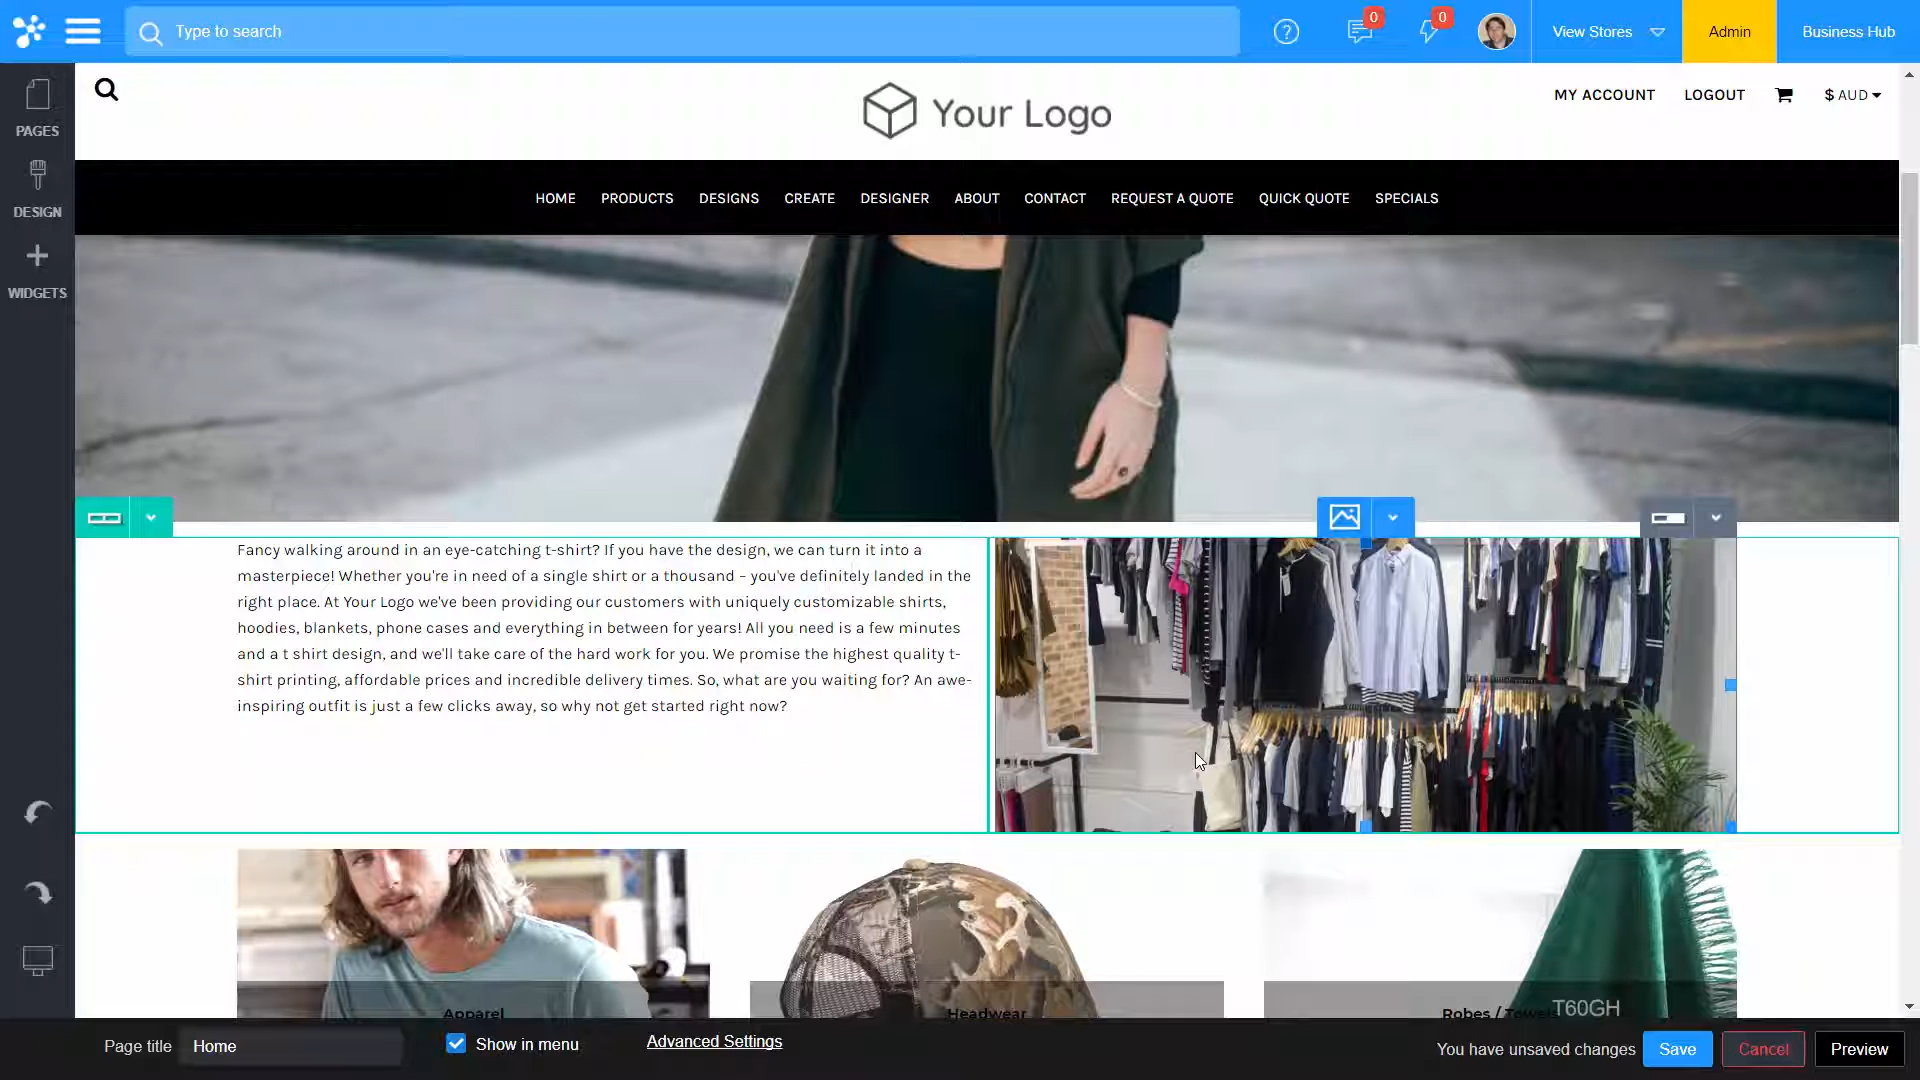 Type to search
0
0
View Stores
Admin
Business Hub
PAGES
DESIGN
WIDGETS
Your Logo
MY ACCOUNT
LOGOUT
$ AUD
HOME
PRODUCTS
DESIGNS
CREATE
DESIGNER
ABOUT
CONTACT
REQUEST A QUOTE
QUICK QUOTE
SPECIALS
Fancy walking around in an eye-catching t-shirt? If you have the design, we can turn it into a
masterpiece! Whether you're in need of a single shirt or a thousand – you've definitely landed in the
right place. At Your Logo we've been providing our customers with uniquely customizable shirts,
hoodies, blankets, phone cases and everything in between for years! All you need is a few minutes
and a t shirt design, and we'll take care of the hard work for you. We promise the highest quality t-
shirt printing, affordable prices and incredible delivery times. So, what are you waiting for? An awe-
inspiring outfit is just a few clicks away, so why not get started right now?
Apparel
Headwear
Robes / Towels
T60GH
Page title
Home
Show in menu
Advanced Settings
You have unsaved changes
Save
Cancel
Preview